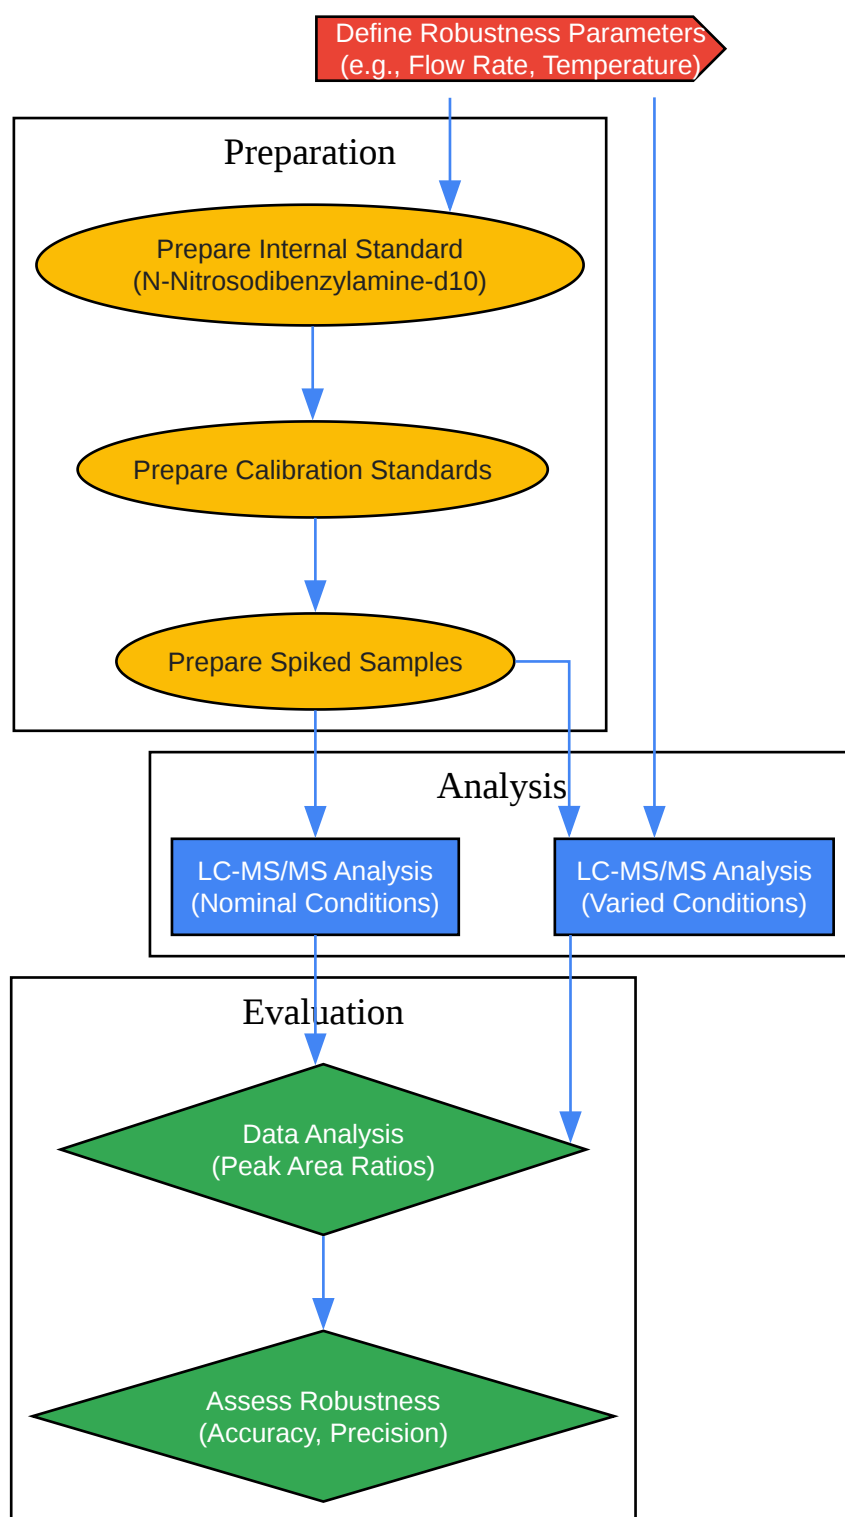 Define Robustness Parameters
(e.g., Flow Rate, Temperature)
Preparation
Prepare Internal Standard
(N-Nitrosodibenzylamine-d10)
Prepare Calibration Standards
Prepare Spiked Samples
Analysis
LC-MS/MS Analysis
(Nominal Conditions)
LC-MS/MS Analysis
(Varied Conditions)
Evaluation
Data Analysis
(Peak Area Ratios)
Assess Robustness
(Accuracy, Precision)